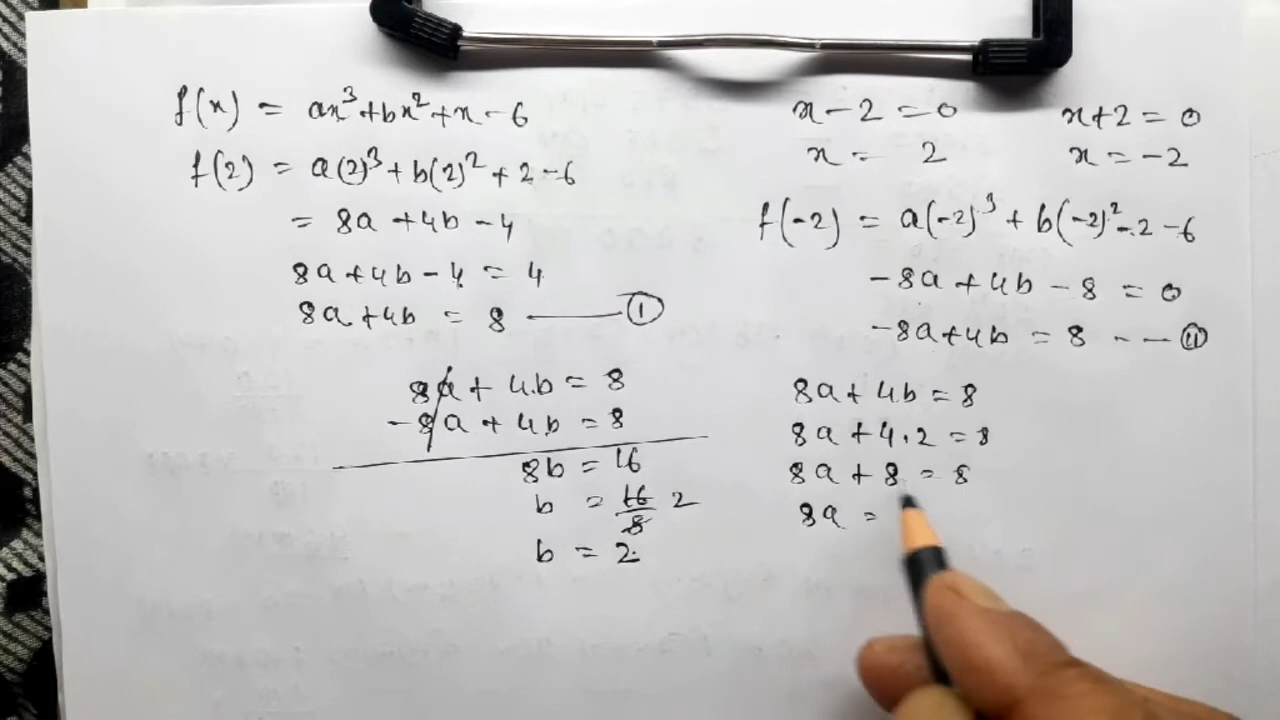 f(x) = ax³+bx²+x-6
f(2) = a(2)³+b(2)²+2-6
= 8a+4b-4
8a+4b-4 = 4
8a+4b = 8 ——— ①
x-2=0
x = 2
x+2=0
x=-2
f(-2) = a(-2)³+b(-2)²-2-6
-8a+4b-8=0
-8a+4b=8 -- — ⑪
8a+4b=8
-8a+4b=8
8b=16
b = 16/8 2
b = 2.
8a+4b=8
8a+4.2=8
8a+8=8
8a =